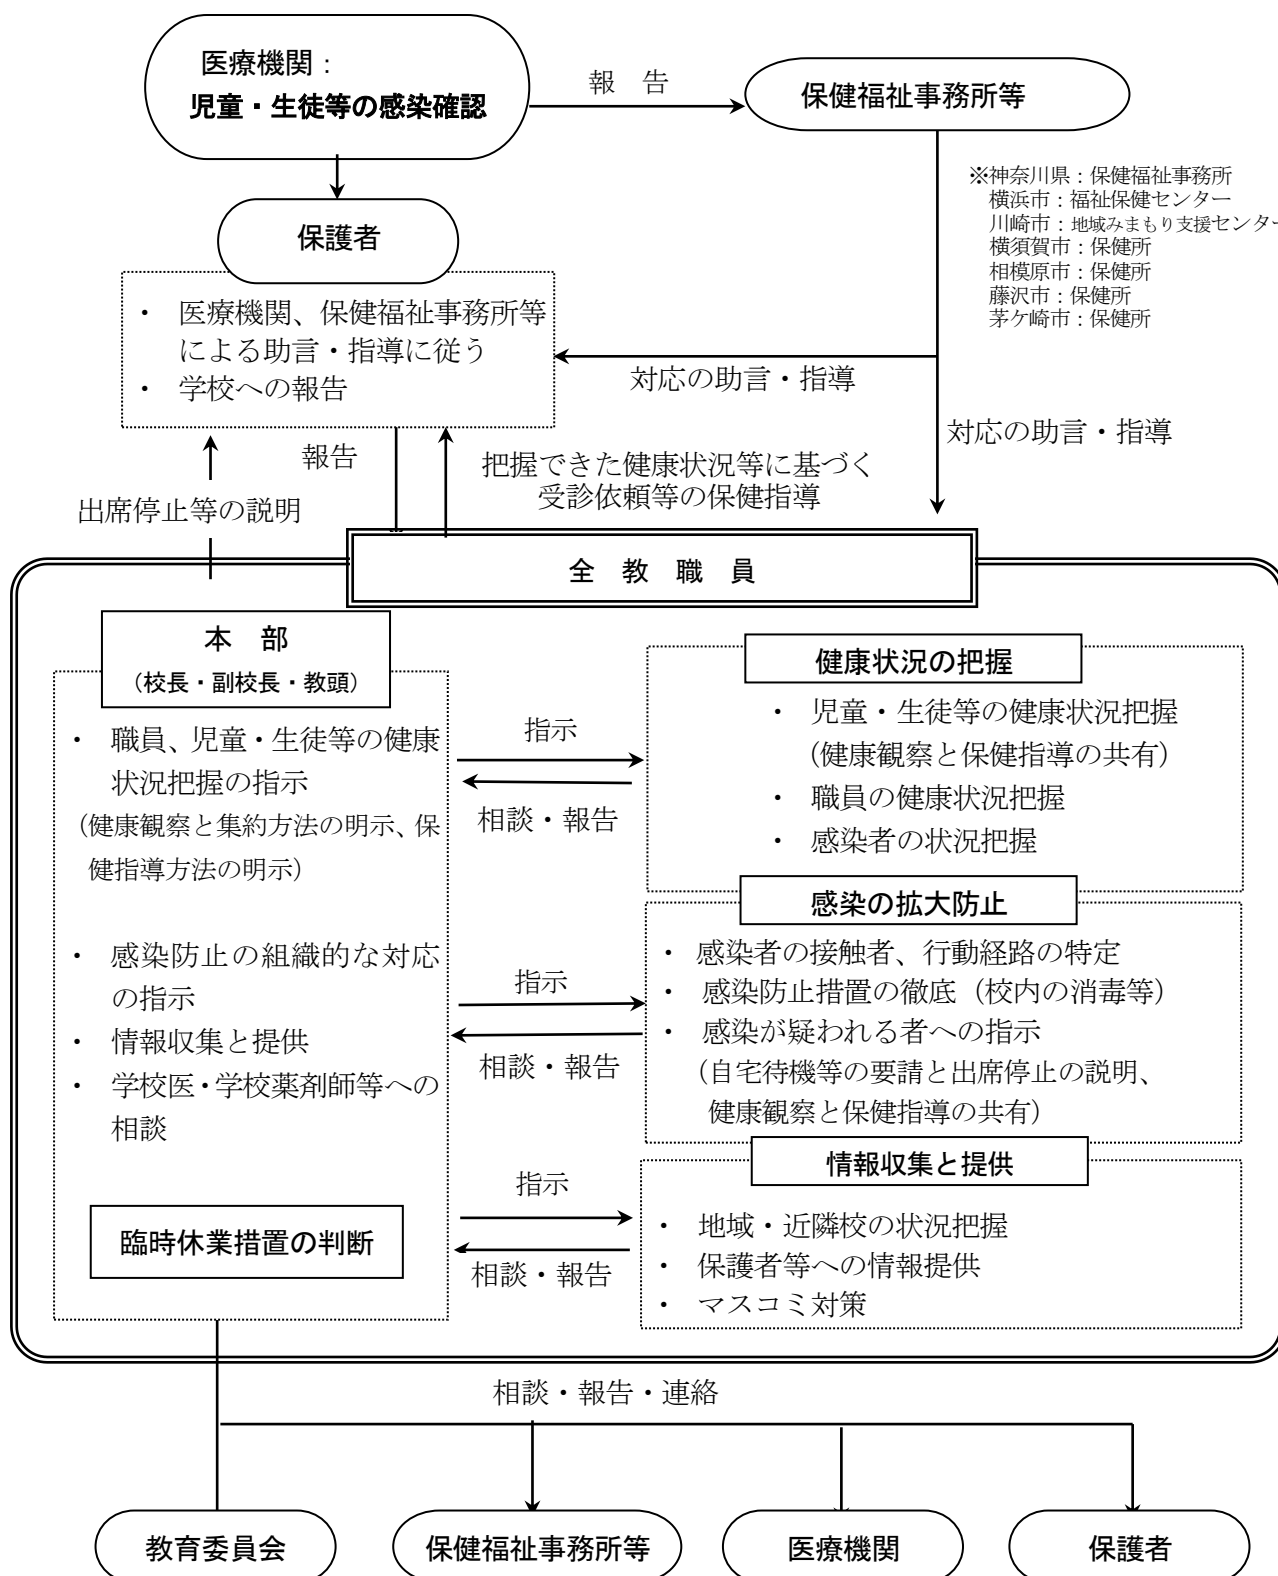 医療機関：
児童・生徒等の感染確認
報　告
保健福祉事務所等
※神奈川県：保健福祉事務所
横浜市：福祉保健センター
川崎市：地域みまもり支援センター
横須賀市：保健所
相模原市：保健所
藤沢市：保健所
茅ケ崎市：保健所
保護者
・　医療機関、保健福祉事務所等
による助言・指導に従う
・　学校への報告
対応の助言・指導
対応の助言・指導
報告
把握できた健康状況等に基づく
受診依頼等の保健指導
出席停止等の説明
全　教　職　員
本　部
（校長・副校長・教頭）
・　職員、児童・生徒等の健康
状況把握の指示
（健康観察と集約方法の明示、保
健指導方法の明示）
・　感染防止の組織的な対応
の指示
・　情報収集と提供
・　学校医・学校薬剤師等への
相談
臨時休業措置の判断
指示
相談・報告
健康状況の把握
・　児童・生徒等の健康状況把握
（健康観察と保健指導の共有）
・　職員の健康状況把握
・　感染者の状況把握
指示
相談・報告
感染の拡大防止
・　感染者の接触者、行動経路の特定
・　感染防止措置の徹底（校内の消毒等）
・　感染が疑われる者への指示
（自宅待機等の要請と出席停止の説明、
健康観察と保健指導の共有）
指示
相談・報告
情報収集と提供
・　地域・近隣校の状況把握
・　保護者等への情報提供
・　マスコミ対策
相談・報告・連絡
教育委員会
保健福祉事務所等
医療機関
保護者